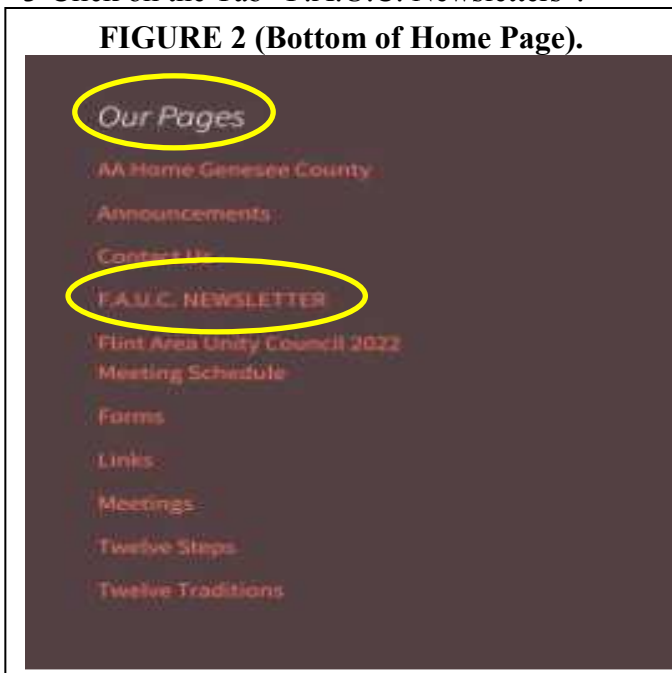 FIGURE 2 (Bottom of Home Page).
Our Pages
AA Home Genesee County
Announcements
Contact Us
F.A.U.C. NEWSLETTER
Flint Area Unity Council 2022
Meeting Schedule
Forms
Links
Meetings
Twelve Steps
Twelve Traditions